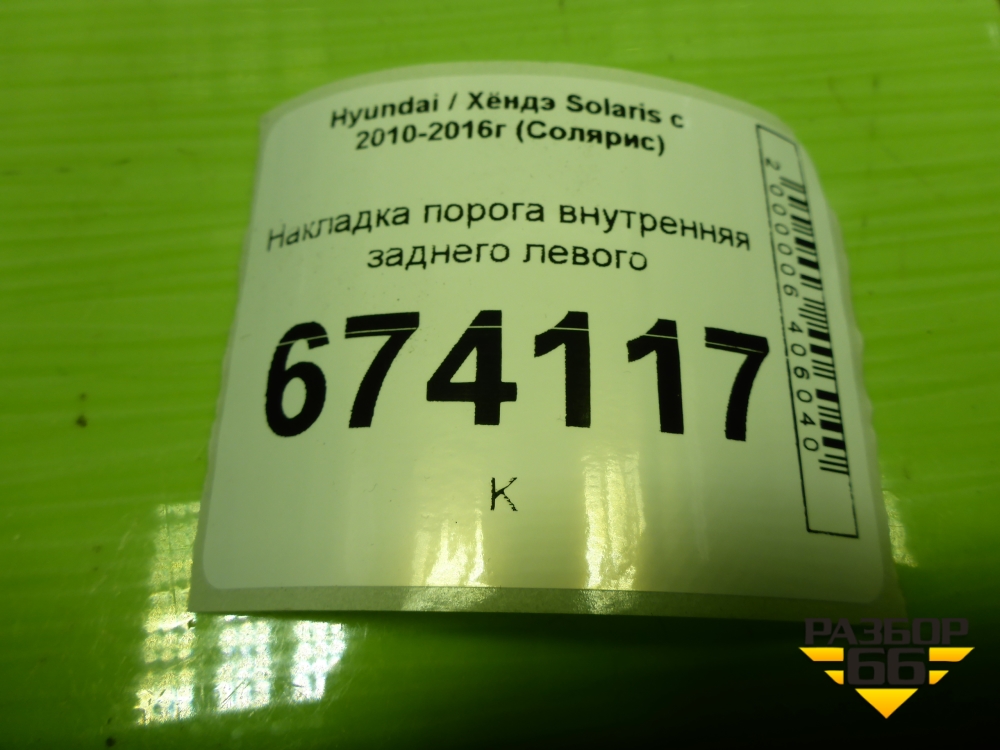 Hyundai / Хёндэ Solaris с
2010-2016г (Солярис)
Накладка порога внутренняя
заднего левого
674117
К
2000006406040
РАЗБОР
66